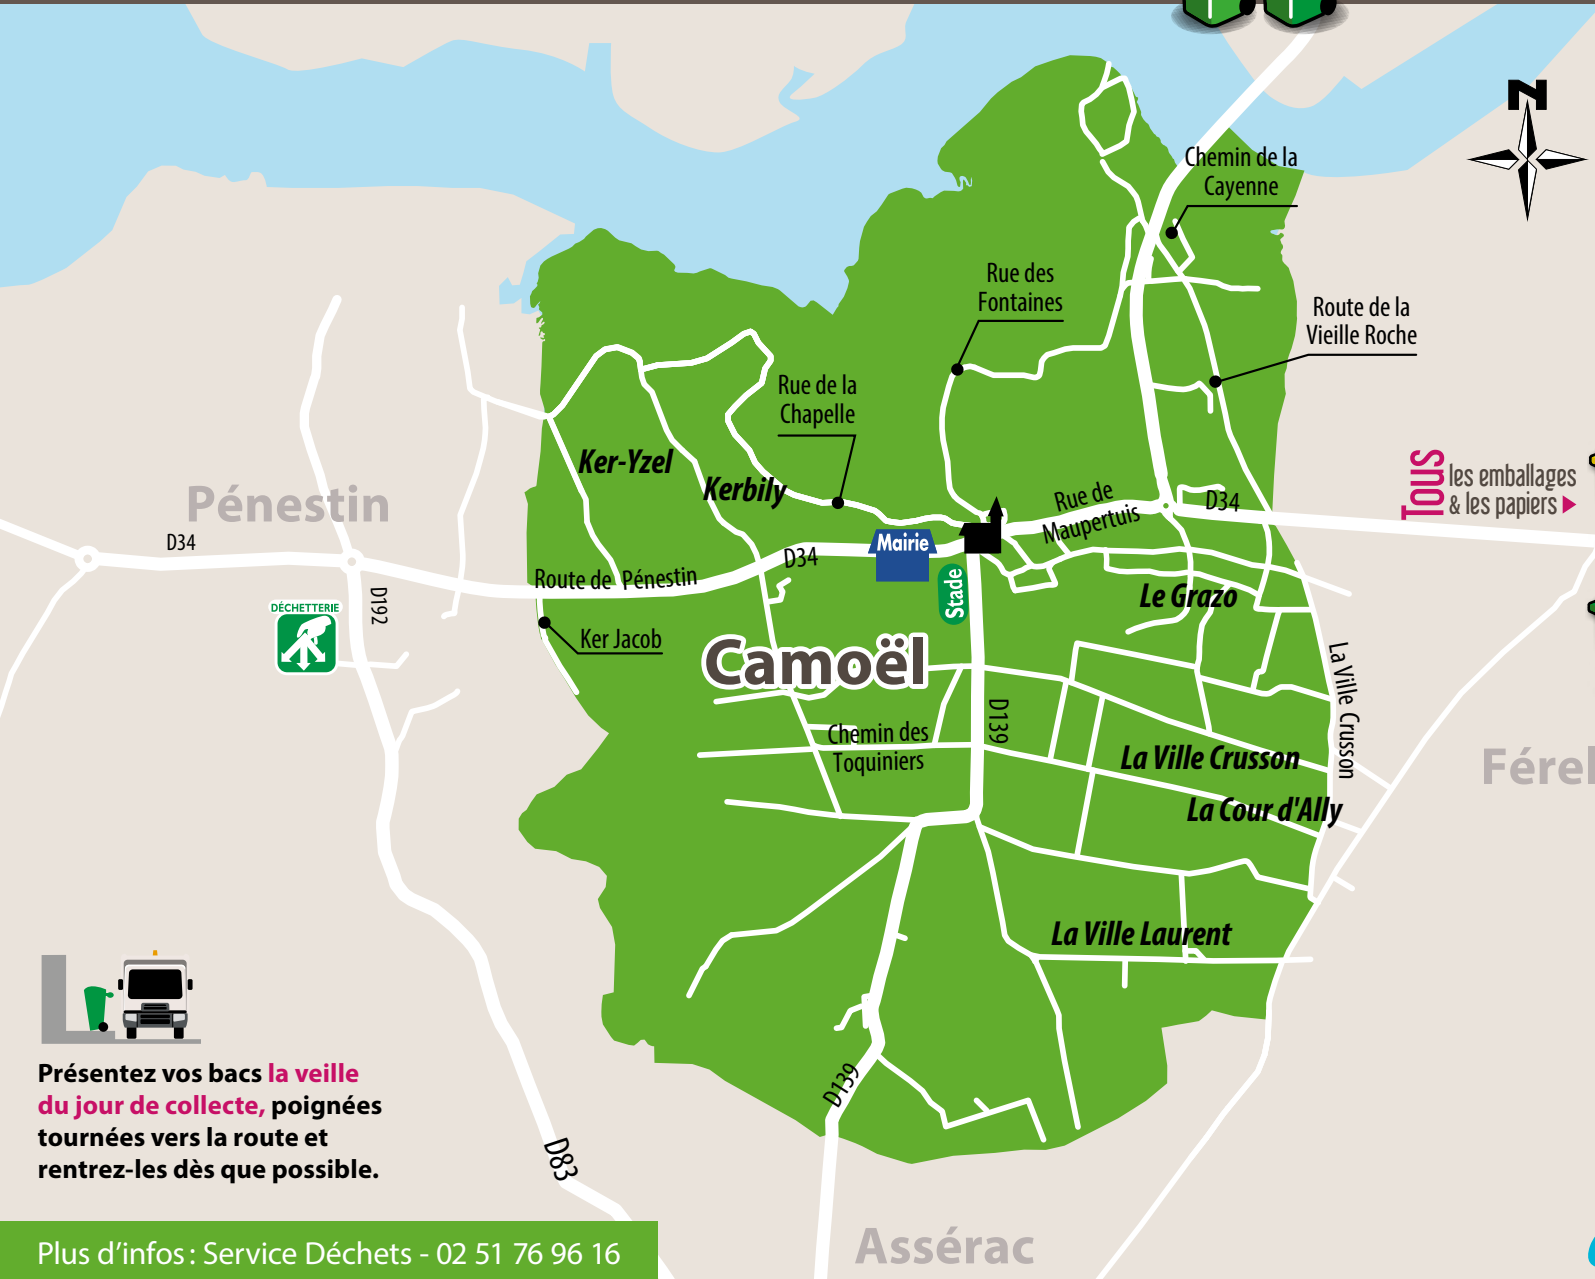 N
Chemin de la
Cayenne
Rue des
Fontaines
Route de la
Vieille Roche
Rue de la
Chapelle
Ker-Yzel
Kerbily
TOUS
les emballages
& les papiers
Pénestin
D34
Rue de
Maupertuis
D34
Mairie
D34
Route de Pénestin
Stade
Le Grazo
D192
DÉCHETTERIE
Ker Jacob
Camoël
La Ville Crusson
D139
Chemin des
Toquiniers
La Ville Crusson
Férel
La Cour d'Ally
La Ville Laurent
Présentez vos bacs la veille
du jour de collecte, poignées
tournées vers la route et
rentrez-les dès que possible.
D139
D83
Assérac
Plus d’infos : Service Déchets - 02 51 76 96 16